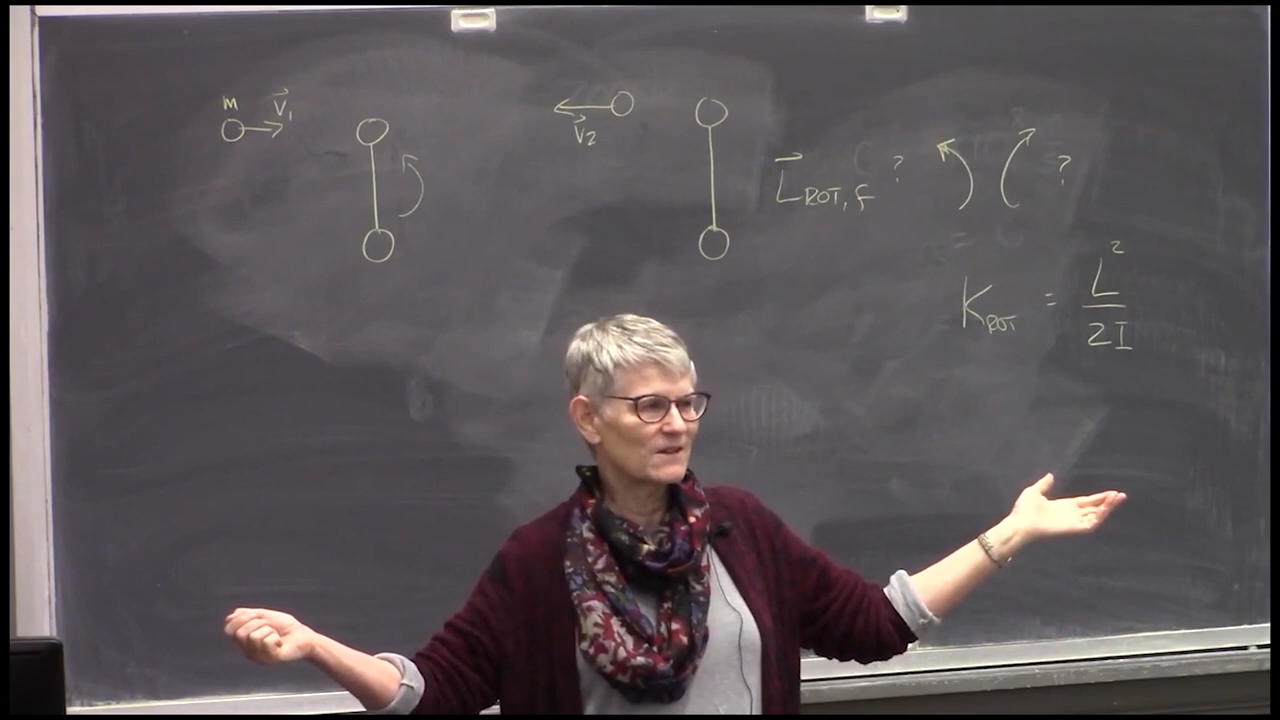 m
v⃗₁
v⃗₂
L⃗ROT,f ? ?
KROT = L²/2I